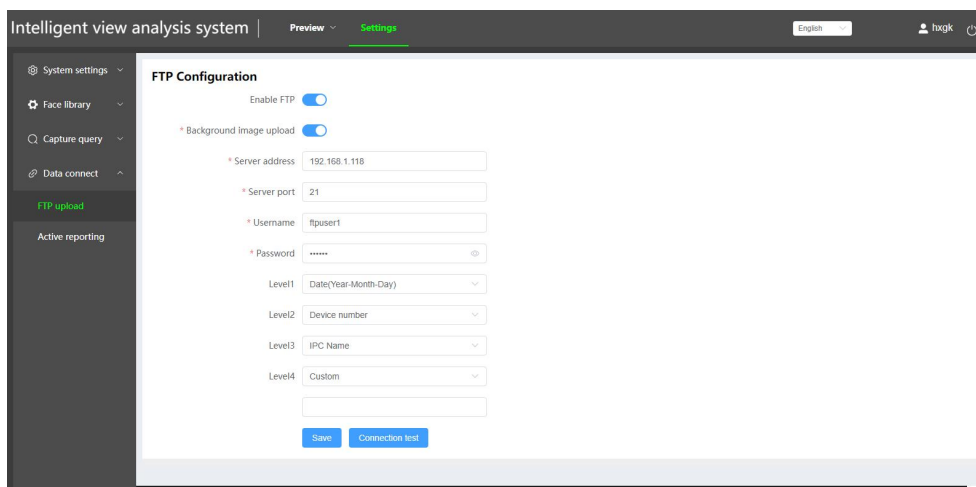 Intelligent view analysis system | Preview Settings English hxgk
System settings
Face library
Capture query
Data connect
FTP upload
Active reporting
FTP Configuration
Enable FTP
* Background image upload
* Server address 192.168.1.118
* Server port 21
* Username ftpuser1
* Password ••••••
Level1 Date(Year-Month-Day)
Level2 Device number
Level3 IPC Name
Level4 Custom
Save Connection test